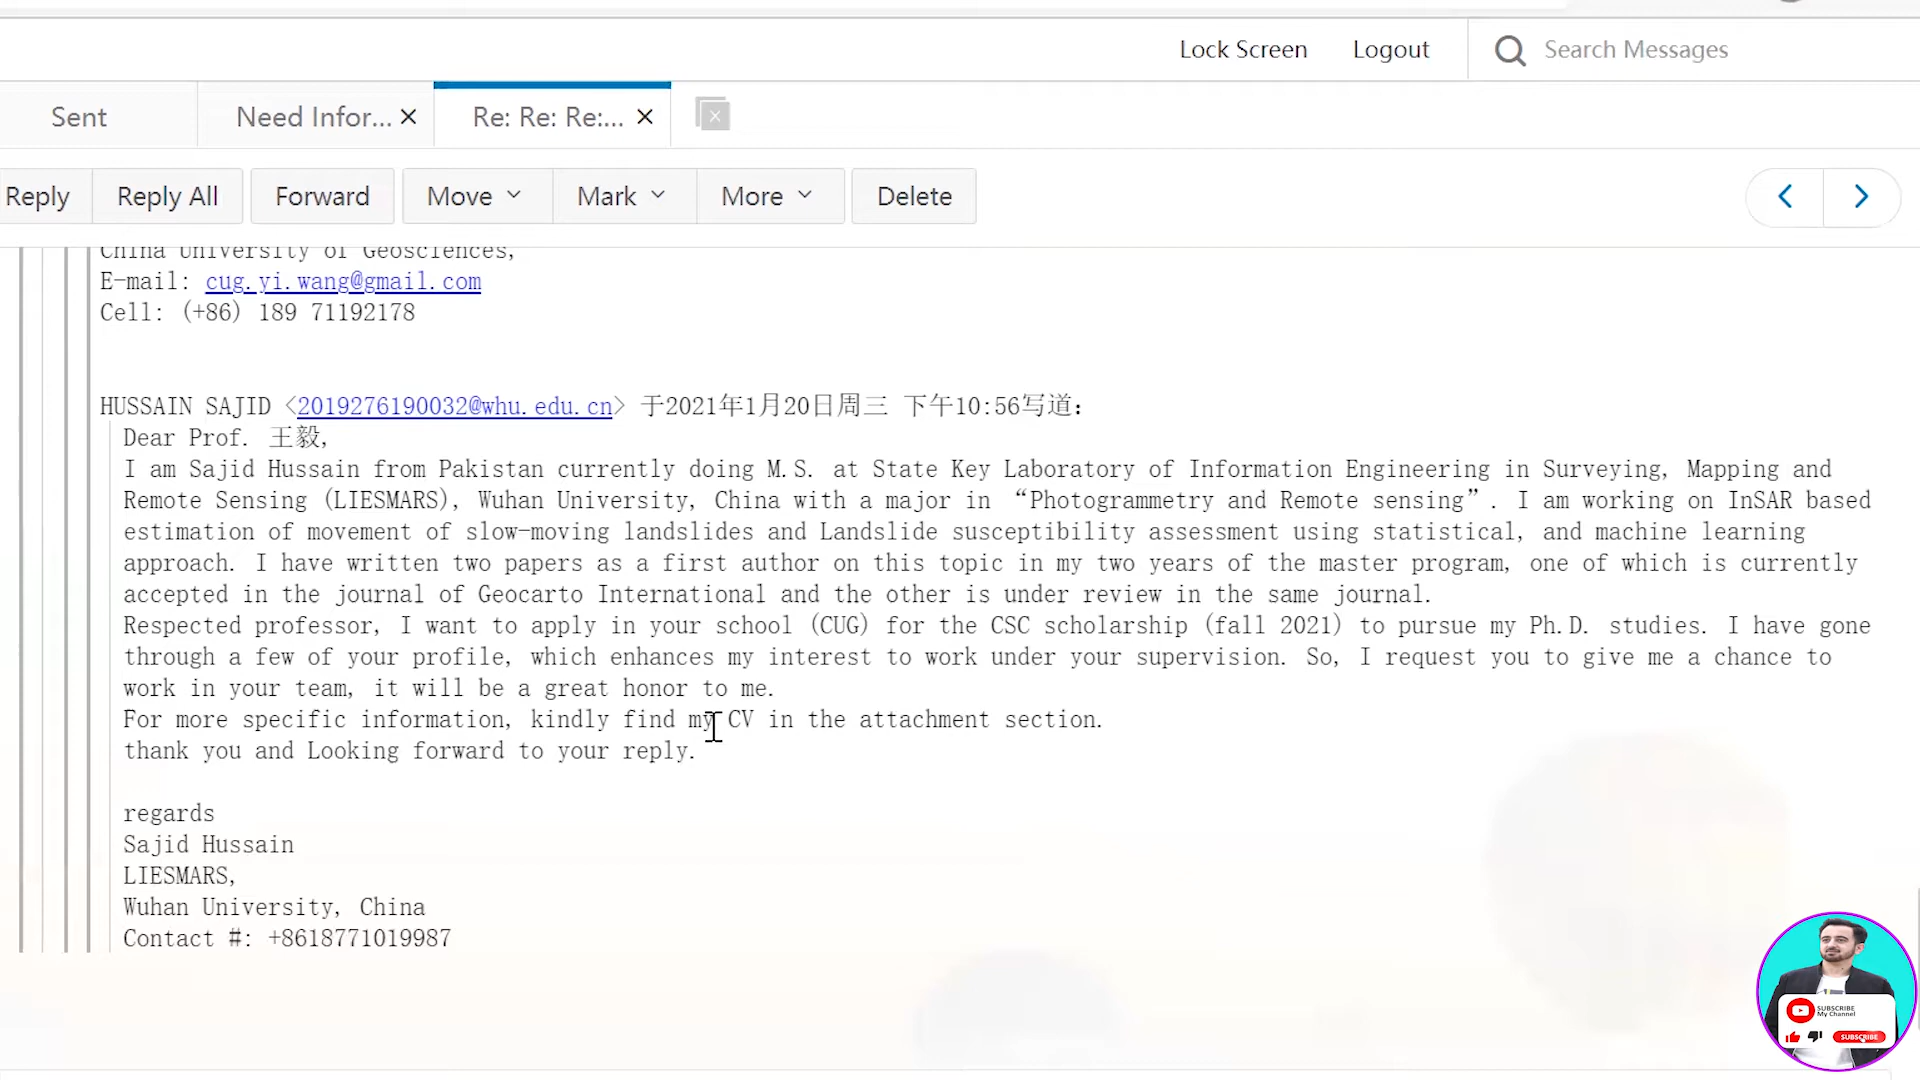 Lock Screen
Logout
Search Messages
Sent
Need Infor...
Re: Re: Re:...
Reply
Reply All
Forward
Move
Mark
More
Delete
China University of Geosciences,
E-mail: cug.yi.wang@gmail.com
Cell: (+86) 189 71192178
HUSSAIN SAJID <2019276190032@whu.edu.cn> 于2021年1月20日周三 下午10:56写道:
Dear Prof. 王毅,
I am Sajid Hussain from Pakistan currently doing M.S. at State Key Laboratory of Information Engineering in Surveying, Mapping and
Remote Sensing (LIESMARS), Wuhan University, China with a major in “Photogrammetry and Remote sensing”. I am working on InSAR based
estimation of movement of slow-moving landslides and Landslide susceptibility assessment using statistical, and machine learning
approach. I have written two papers as a first author on this topic in my two years of the master program, one of which is currently
accepted in the journal of Geocarto International and the other is under review in the same journal.
Respected professor, I want to apply in your school (CUG) for the CSC scholarship (fall 2021) to pursue my Ph.D. studies. I have gone
through a few of your profile, which enhances my interest to work under your supervision. So, I request you to give me a chance to
work in your team, it will be a great honor to me.
For more specific information, kindly find my CV in the attachment section.
thank you and Looking forward to your reply.
regards
Sajid Hussain
LIESMARS,
Wuhan University, China
Contact #: +8618771019987
SUBSCRIBE
My Channel
SUBSCRIBE